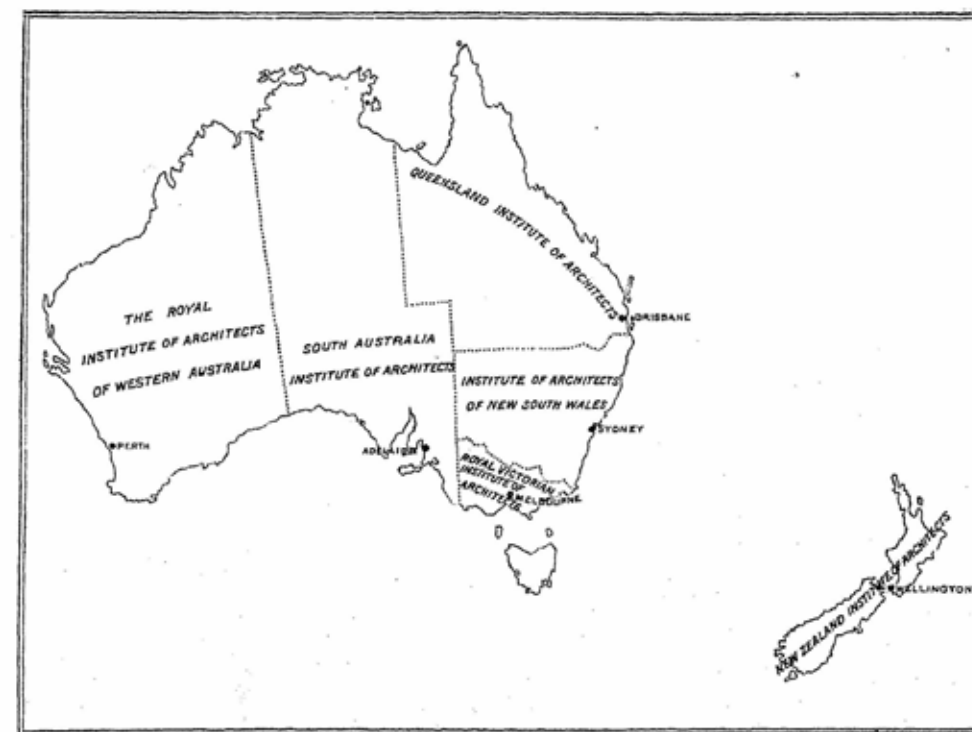 QUEENSLAND INSTITUTE OF ARCHITECTS
BRISBANE
THE ROYAL
INSTITUTE OF ARCHITECTS
OF WESTERN AUSTRALIA
SOUTH AUSTRALIA
INSTITUTE OF ARCHITECTS
INSTITUTE OF ARCHITECTS
OF NEW SOUTH WALES
SYDNEY
PERTH
ADELAIDE
ROYAL VICTORIAN
INSTITUTE OF
ARCHITECTS
MELBOURNE
NEW ZEALAND INSTITUTE OF ARCHITECTS
WELLINGTON